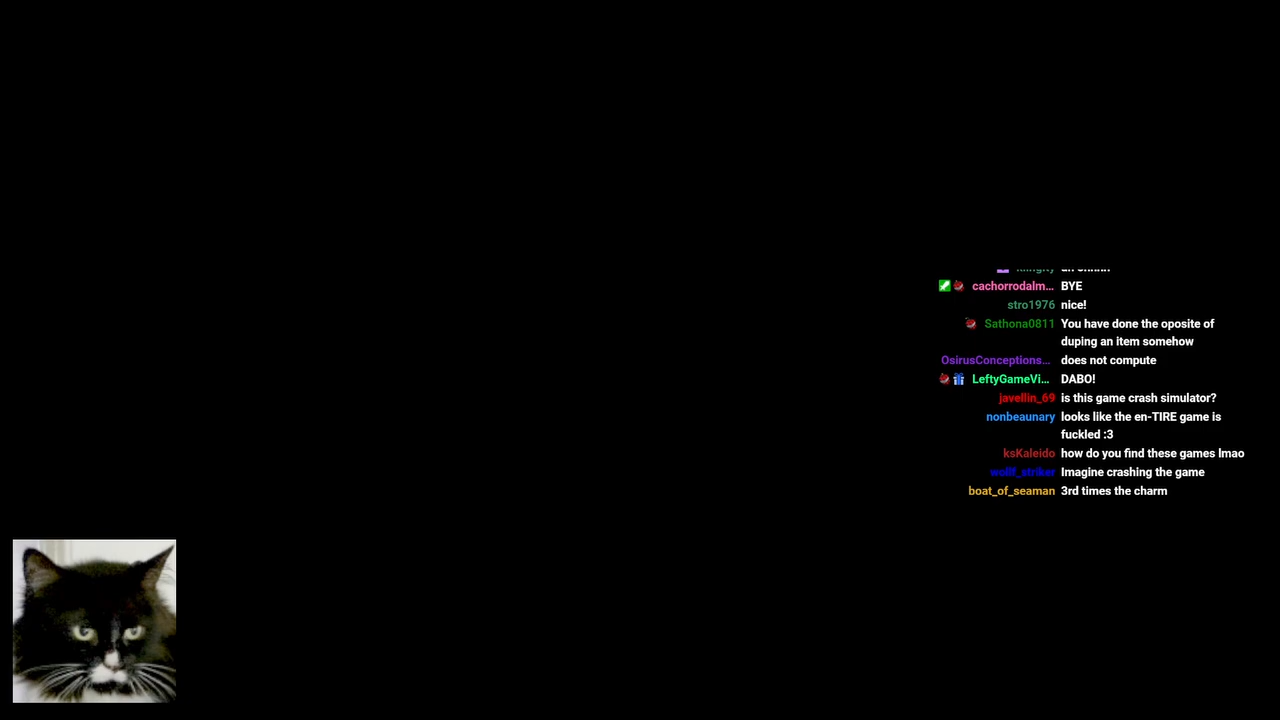 cachorrodalm... BYE
stro1976 nice!
Sathona0811 You have done the oposite of
duping an item somehow
OsirusConceptions... does not compute
LeftyGameVi... DABO!
javellin_69 is this game crash simulator?
nonbeaunary looks like the en-TIRE game is
fuckled :3
ksKaleido how do you find these games lmao
wolff_striker Imagine crashing the game
boat_of_seaman 3rd times the charm